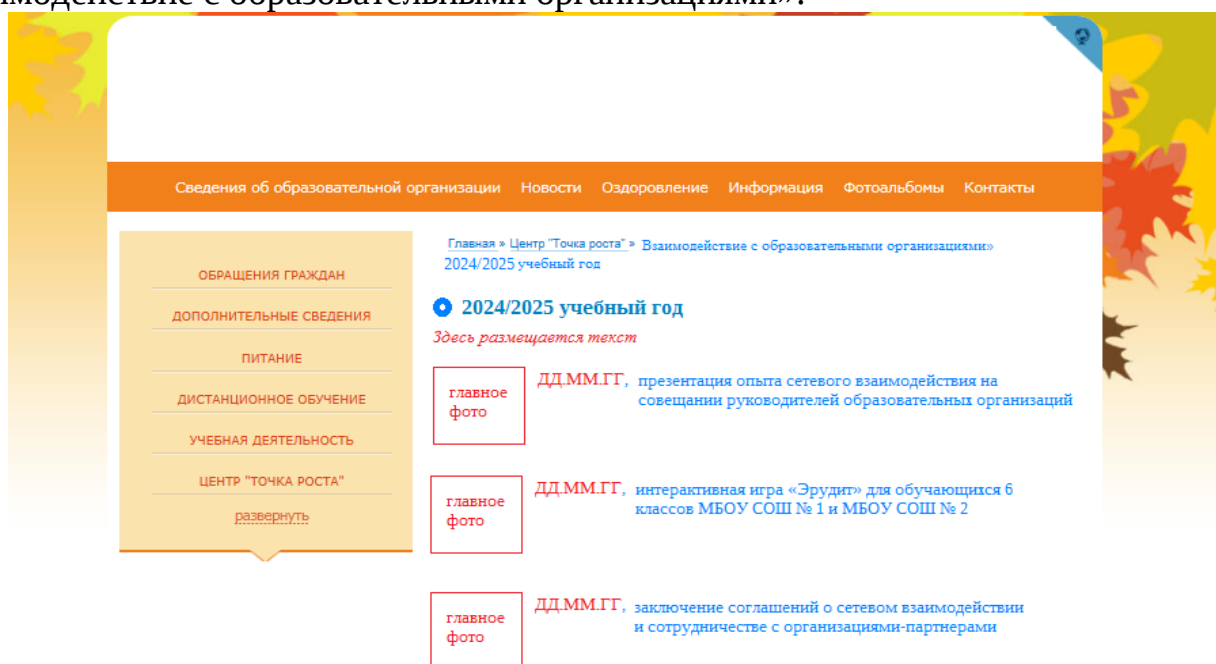 имодействие с образовательными организациями».
Сведения об образовательной организации Новости Оздоровление Информация Фотоальбомы Контакты
ОБРАЩЕНИЯ ГРАЖДАН
ДОПОЛНИТЕЛЬНЫЕ СВЕДЕНИЯ
ПИТАНИЕ
ДИСТАНЦИОННОЕ ОБУЧЕНИЕ
УЧЕБНАЯ ДЕЯТЕЛЬНОСТЬ
ЦЕНТР "ТОЧКА РОСТА"
развернуть
Главная » Центр "Точка роста" » Взаимодействие с образовательными организациями»
2024/2025 учебный год
2024/2025 учебный год
Здесь размещается текст
главное
фото
ДД.ММ.ГГ, презентация опыта сетевого взаимодействия на
совещании руководителей образовательных организаций
главное
фото
ДД.ММ.ГГ, интерактивная игра «Эрудит» для обучающихся 6
классов МБОУ СОШ № 1 и МБОУ СОШ № 2
главное
фото
ДД.ММ.ГГ, заключение соглашений о сетевом взаимодействии
и сотрудничестве с организациями-партнерами